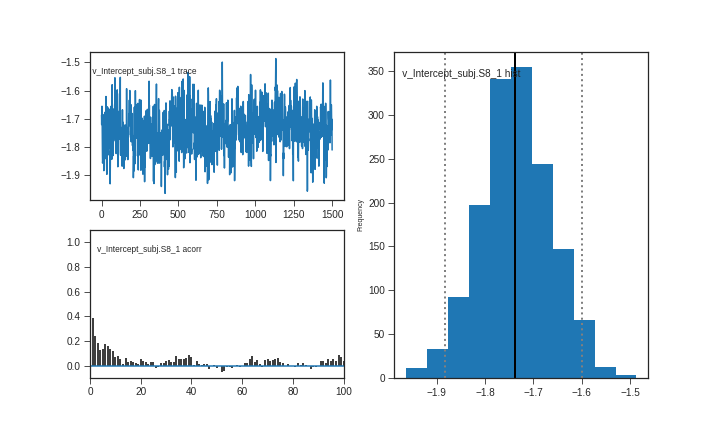 v_Intercept_subj.S8_1 trace
−1.5
−1.6
−1.7
−1.8
−1.9
0 250 500 750 1000 1250 1500
v_Intercept_subj.S8_1 acorr
1.0
0.8
0.6
0.4
0.2
0.0
0 20 40 60 80 100
v_Intercept_subj.S8_1 hist
Frequency
350
300
250
200
150
100
50
0
−1.9 −1.8 −1.7 −1.6 −1.5